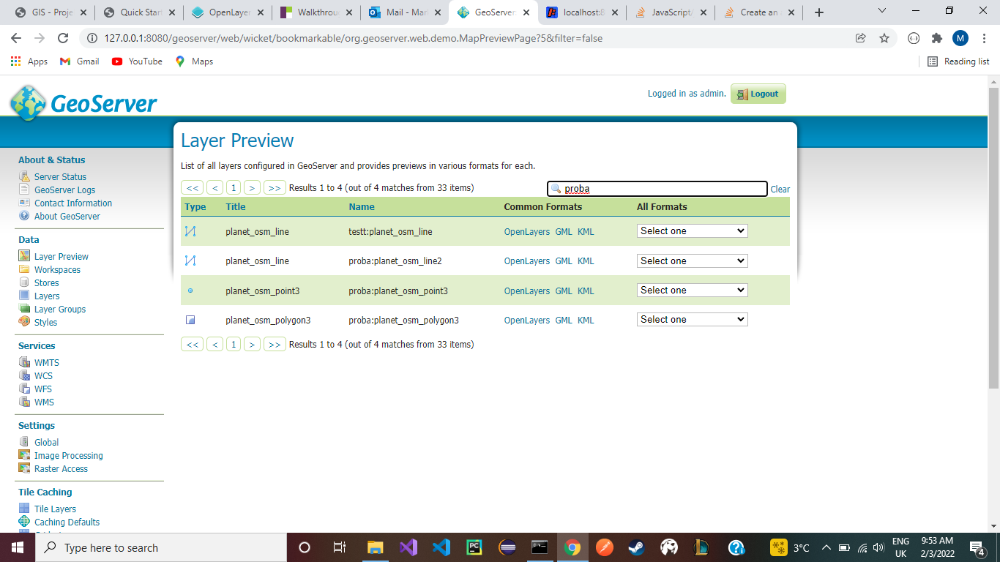 GIS - Proje
Quick Start
OpenLayer
Walkthrou
Mail - Mar
GeoServer:
localhost:8
JavaScript/
Create an
127.0.0.1:8080/geoserver/web/wicket/bookmarkable/org.geoserver.web.demo.MapPreviewPage?5&filter=false
M
Apps
Gmail
YouTube
Maps
Reading list
GeoServer
Logged in as admin.
Logout
About & Status
Server Status
GeoServer Logs
Contact Information
About GeoServer
Data
Layer Preview
Workspaces
Stores
Layers
Layer Groups
Styles
Services
WMTS
WCS
WFS
WMS
Settings
Global
Image Processing
Raster Access
Tile Caching
Tile Layers
Caching Defaults
Layer Preview
List of all layers configured in GeoServer and provides previews in various formats for each.
<< < 1 > >> Results 1 to 4 (out of 4 matches from 33 items)
proba
Clear
Type Title Name Common Formats All Formats
planet_osm_line testt:planet_osm_line OpenLayers GML KML Select one
planet_osm_line proba:planet_osm_line2 OpenLayers GML KML Select one
planet_osm_point3 proba:planet_osm_point3 OpenLayers GML KML Select one
planet_osm_polygon3 proba:planet_osm_polygon3 OpenLayers GML KML Select one
<< < 1 > >> Results 1 to 4 (out of 4 matches from 33 items)
Type here to search
PC
3°C
ENG
UK
9:53 AM
2/3/2022
4